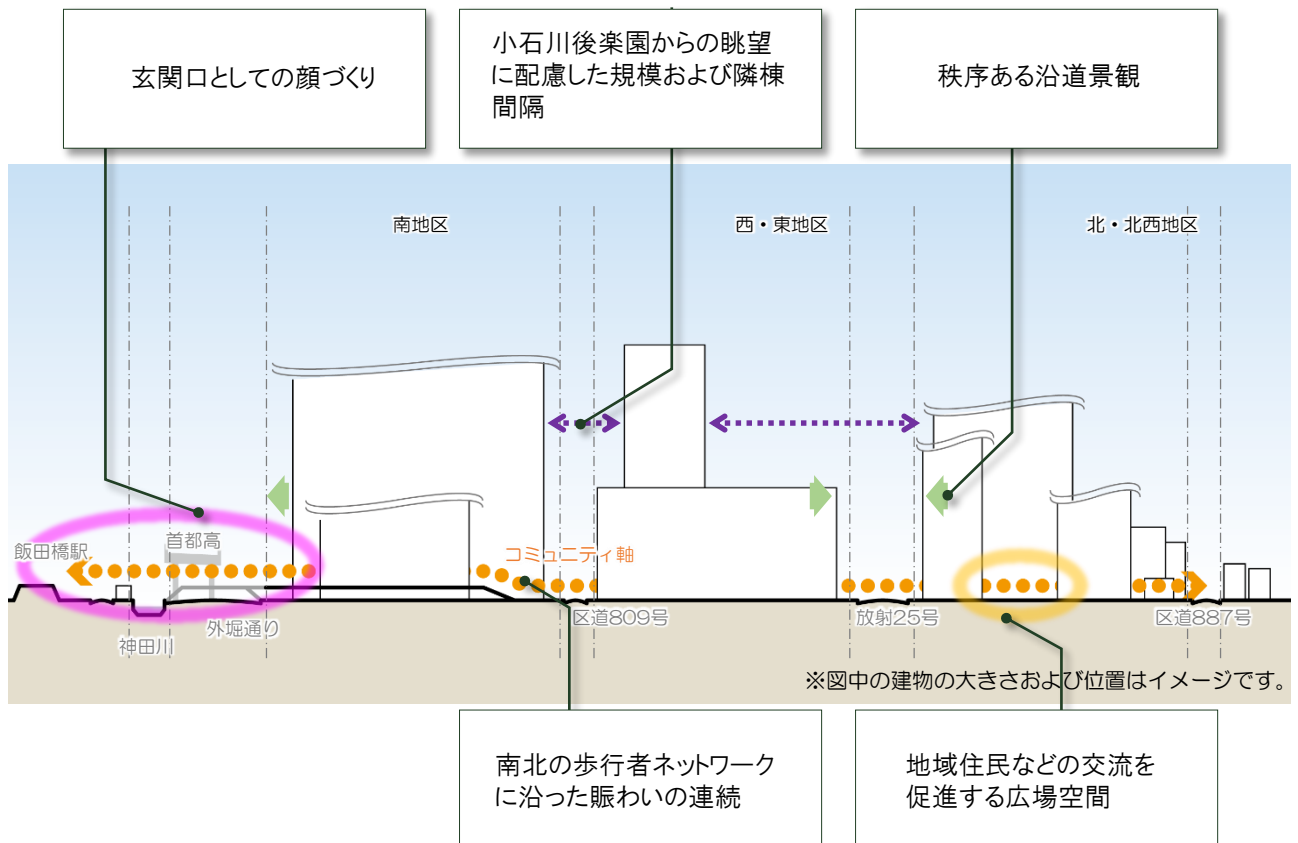 玄関口としての顔づくり
小石川後楽園からの眺望
に配慮した規模および隣棟
間隔
秩序ある沿道景観
南地区
西・東地区
北・北西地区
飯田橋駅
首都高
コミュニティ軸
神田川
外堀通り
区道809号
放射25号
区道887号
※図中の建物の大きさおよび位置はイメージです。
南北の歩行者ネットワーク
に沿った賑わいの連続
地域住民などの交流を
促進する広場空間